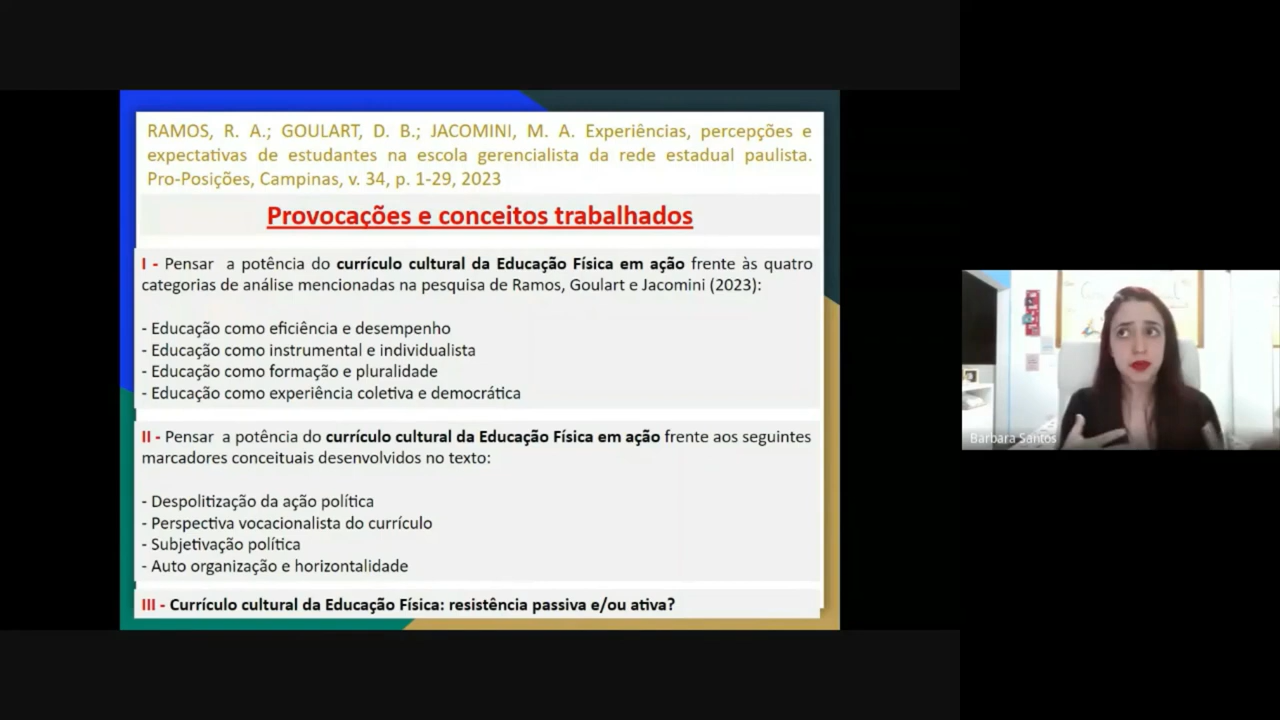 RAMOS, R. A.; GOULART, D. B.; JACOMINI, M. A. Experiências, percepções e
expectativas de estudantes na escola gerencialista da rede estadual paulista.
Pro-Posições, Campinas, v. 34, p. 1-29, 2023
Provocações e conceitos trabalhados
I - Pensar a potência do currículo cultural da Educação Física em ação frente às quatro
categorias de análise mencionadas na pesquisa de Ramos, Goulart e Jacomini (2023):
- Educação como eficiência e desempenho
- Educação como instrumental e individualista
- Educação como formação e pluralidade
- Educação como experiência coletiva e democrática
II - Pensar a potência do currículo cultural da Educação Física em ação frente aos seguintes
marcadores conceituais desenvolvidos no texto:
- Despolitização da ação política
- Perspectiva vocacionalista do currículo
- Subjetivação política
- Auto organização e horizontalidade
III - Currículo cultural da Educação Física: resistência passiva e/ou ativa?
Bárbara Santos